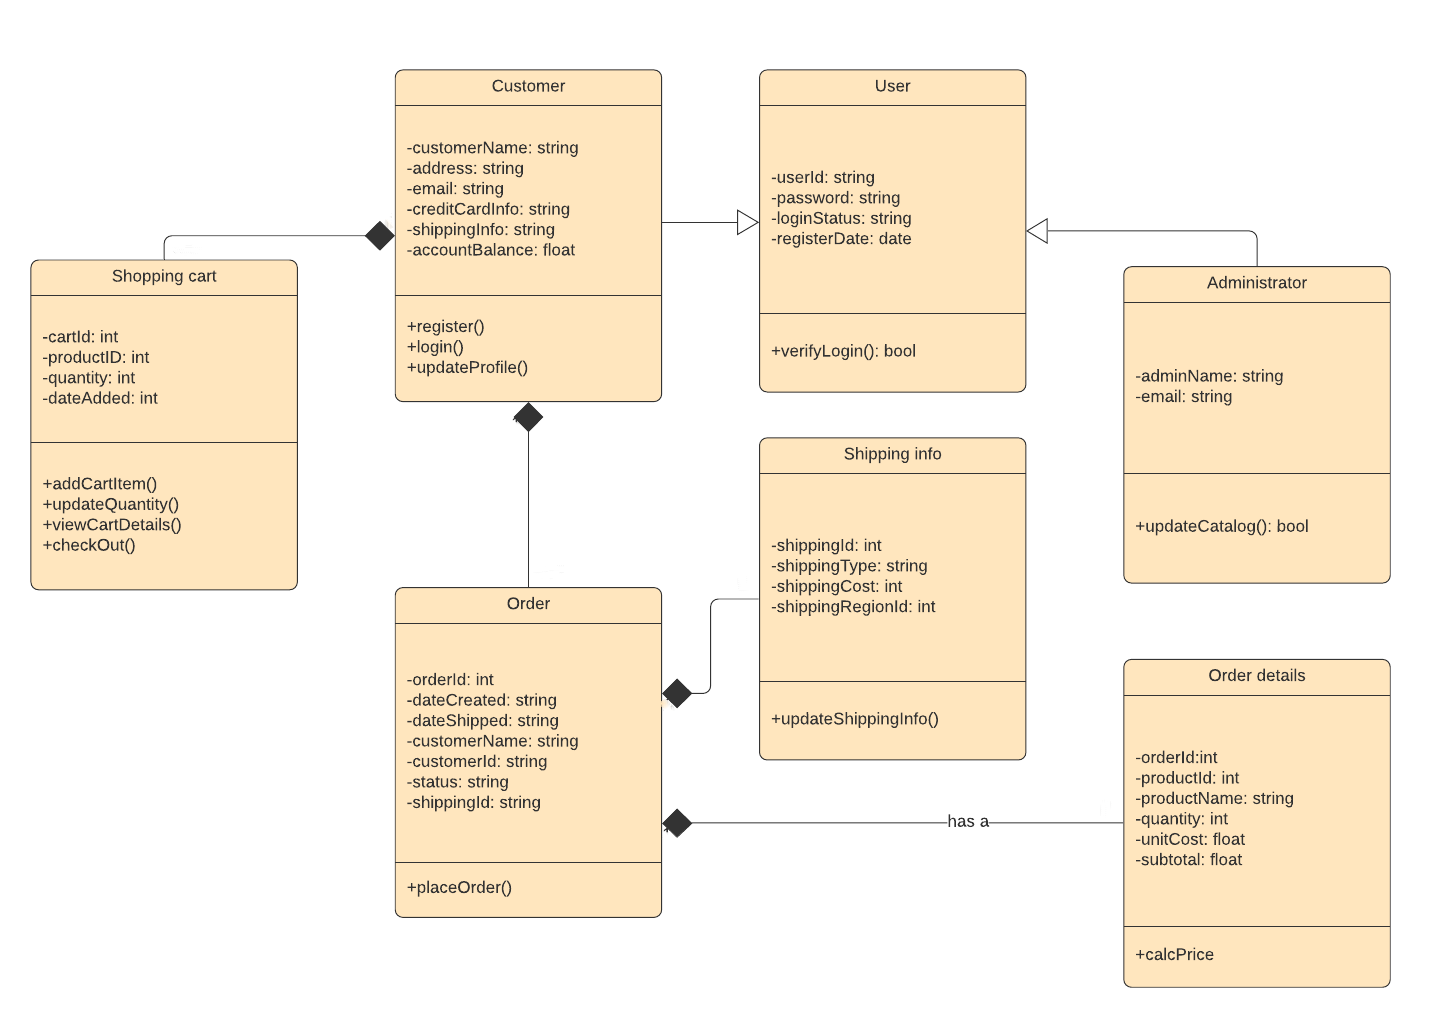 Customer
-customerName: string
-address: string
-email: string
-creditCardInfo: string
-shippingInfo: string
-accountBalance: float
+register()
+login()
+updateProfile()
User
-userId: string
-password: string
-loginStatus: string
-registerDate: date
+verifyLogin(): bool
Shopping cart
-cartId: int
-productID: int
-quantity: int
-dateAdded: int
+addCartItem()
+updateQuantity()
+viewCartDetails()
+checkOut()
Administrator
-adminName: string
-email: string
+updateCatalog(): bool
Shipping info
-shippingId: int
-shippingType: string
-shippingCost: int
-shippingRegionId: int
+updateShippingInfo()
Order
-orderId: int
-dateCreated: string
-dateShipped: string
-customerName: string
-customerId: string
-status: string
-shippingId: string
+placeOrder()
has a
Order details
-orderId:int
-productId: int
-productName: string
-quantity: int
-unitCost: float
-subtotal: float
+calcPrice